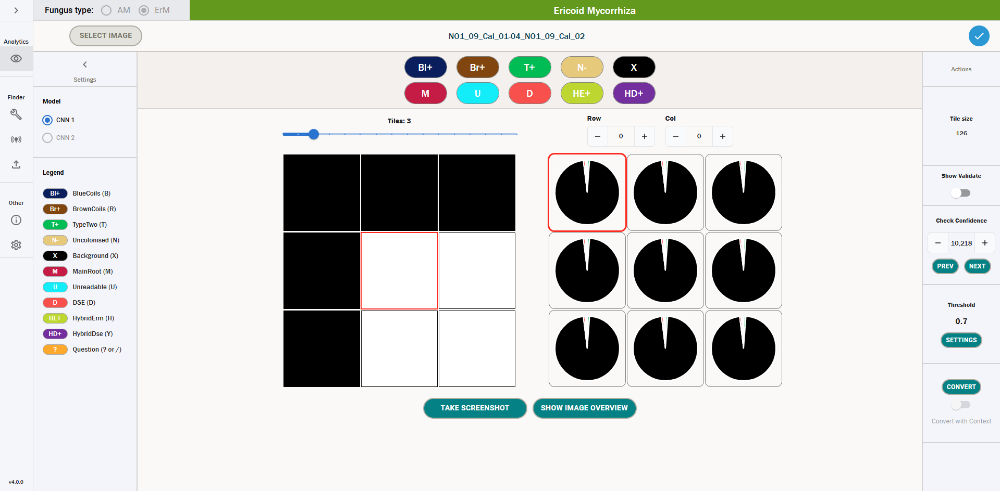 Fungus type: AM ErM
Ericoid Mycorrhiza
SELECT IMAGE
NO1_09_Cal_01-04_NO1_09_Cal_02
Analytics
Finder
Other
v4.0.0
Settings
Model
CNN 1
CNN 2
Legend
Bl+ BlueCoils (B)
Br+ BrownCoils (R)
T+ TypeTwo (T)
N- Uncolonised (N)
X Background (X)
M MainRoot (M)
U Unreadable (U)
D DSE (D)
HE+ HybridErm (H)
HD+ HybridDse (Y)
? Question (? or /)
Bl+ Br+ T+ N- X
M U D HE+ HD+
Tiles: 3
Row Col
− 0 + − 0 +
TAKE SCREENSHOT SHOW IMAGE OVERVIEW
Actions
Tile size
126
Show Validate
Check Confidence
− 10,218 +
PREV NEXT
Threshold
0.7
SETTINGS
CONVERT
Convert with Context